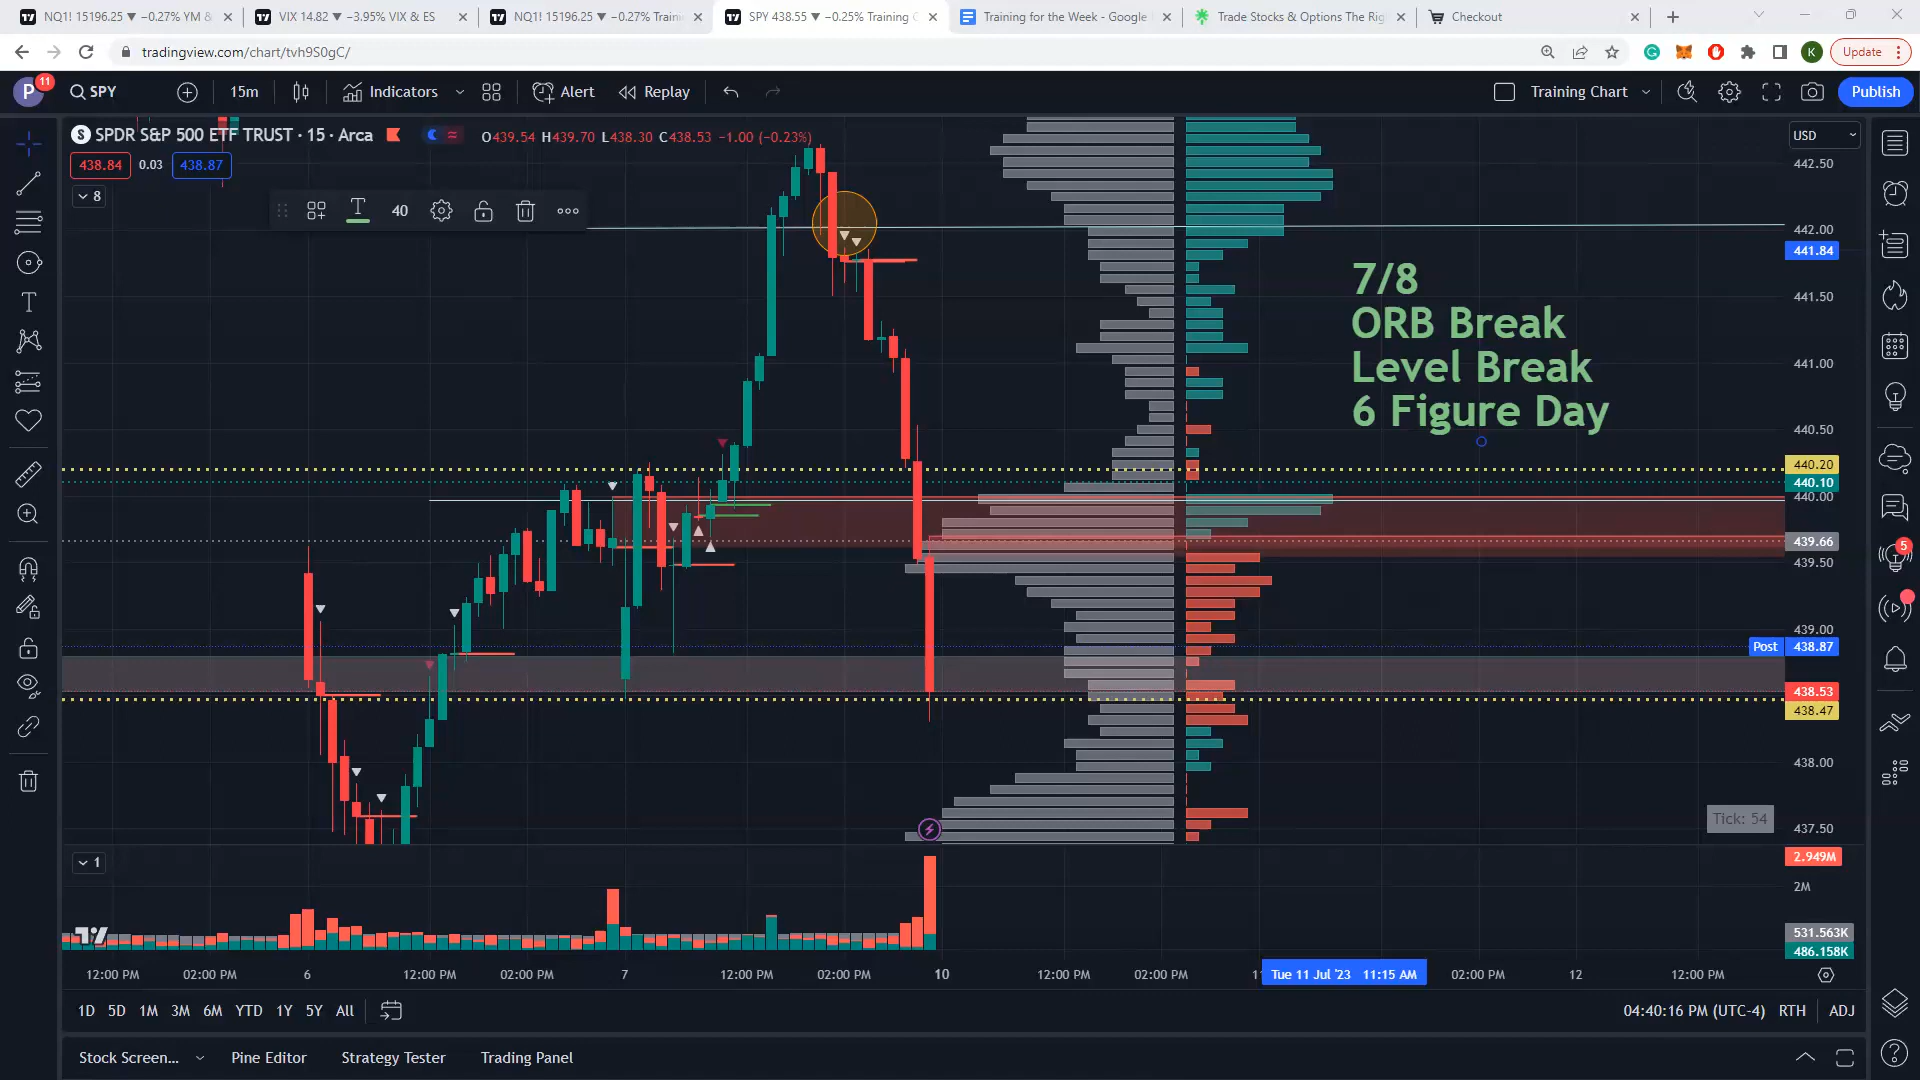 NQ1! 15196.25 ▼ −0.27% YM &
VIX 14.82 ▼ −3.95% VIX & ES
NQ1! 15196.25 ▼ −0.27% Traini
SPY 438.55 ▼ −0.25% Training C
Training for the Week - Google
Trade Stocks & Options The Rig
Checkout
tradingview.com/chart/tvh9S0gC/
K
Update
P
11
SPY
15m
Indicators
Alert
Replay
Training Chart
Publish
S
SPDR S&P 500 ETF TRUST · 15 · Arca
O439.54 H439.70 L438.30 C438.53 −1.00 (−0.23%)
USD
438.84
0.03
438.87
8
40
7/8
ORB Break
Level Break
6 Figure Day
442.50
442.00
441.84
441.50
441.00
440.50
440.20
440.10
440.00
439.66
439.50
439.00
Post
438.87
438.53
438.47
438.00
Tick: 54
437.50
5
1
2.949M
2M
531.563K
486.158K
12:00 PM
02:00 PM
6
12:00 PM
02:00 PM
7
12:00 PM
02:00 PM
10
12:00 PM
02:00 PM
Tue 11 Jul '23 11:15 AM
02:00 PM
12
12:00 PM
1D
5D
1M
3M
6M
YTD
1Y
5Y
All
04:40:16 PM (UTC-4)
RTH
ADJ
Stock Screen...
Pine Editor
Strategy Tester
Trading Panel